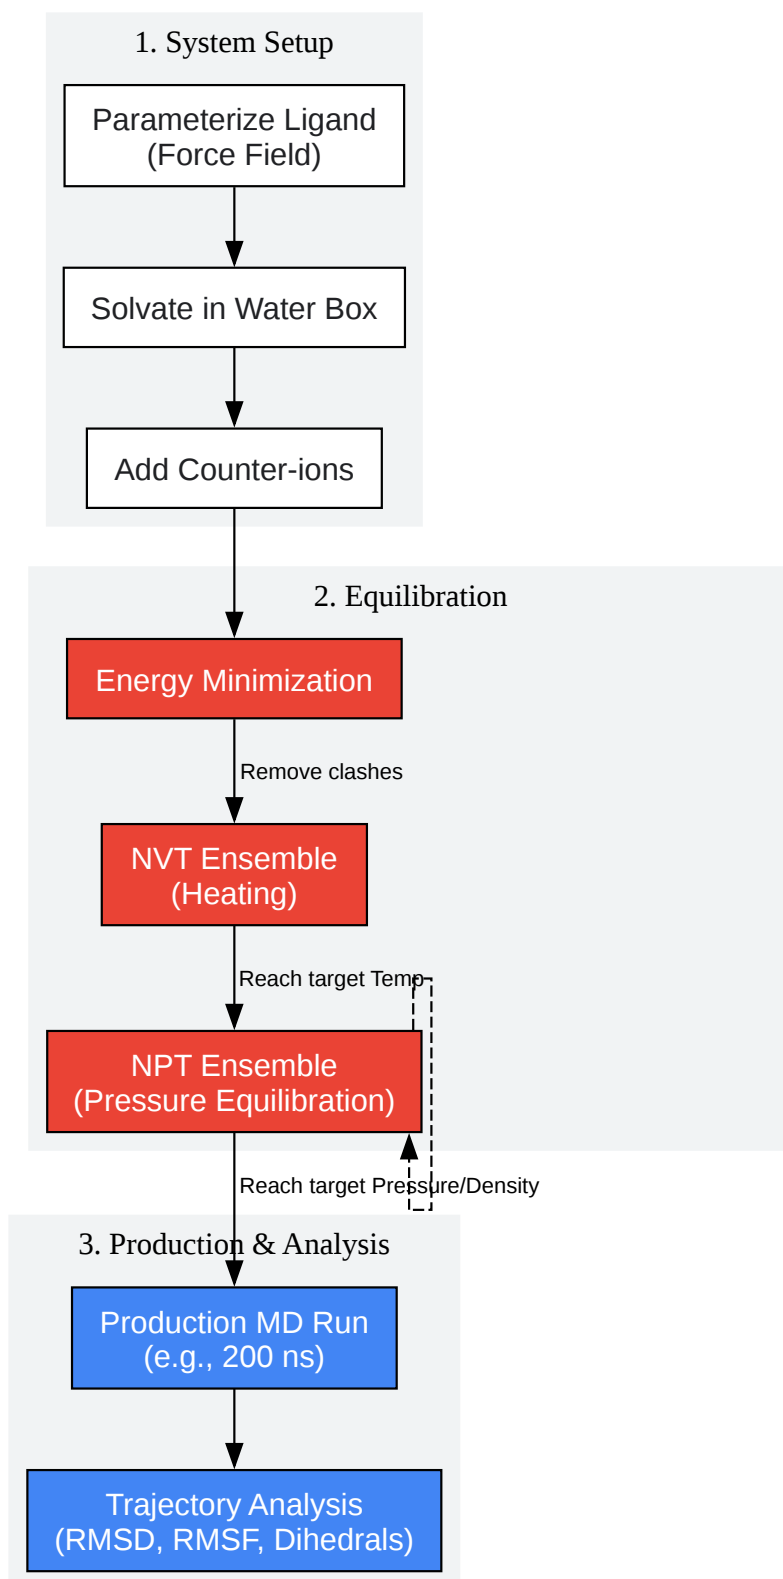 1. System Setup
Parameterize Ligand
(Force Field)
Solvate in Water Box
Add Counter-ions
2. Equilibration
Energy Minimization
Remove clashes
NVT Ensemble
(Heating)
Reach target Temp
NPT Ensemble
(Pressure Equilibration)
Reach target Pressure/Density
3. Production & Analysis
Production MD Run
(e.g., 200 ns)
Trajectory Analysis
(RMSD, RMSF, Dihedrals)